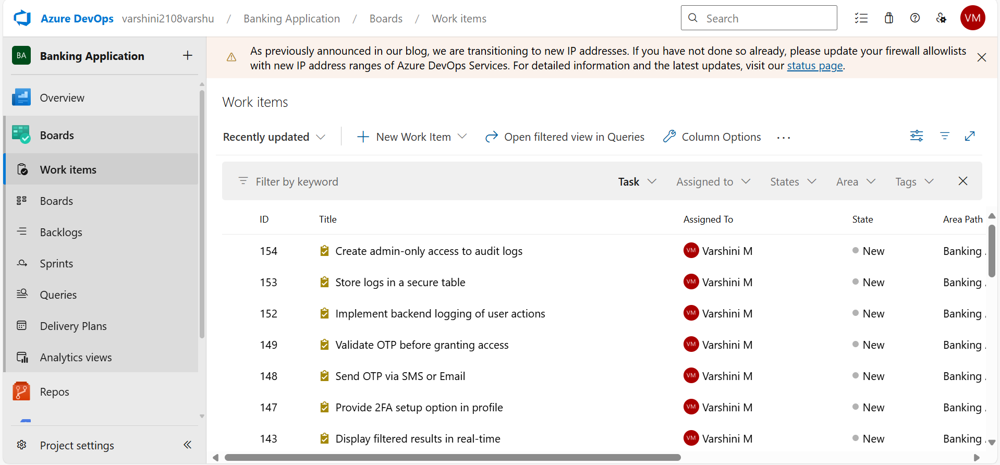 Azure DevOps varshini2108varshu / Banking Application / Boards / Work items
Search
VM
BA Banking Application
As previously announced in our blog, we are transitioning to new IP addresses. If you have not done so already, please update your firewall allowlists
with new IP address ranges of Azure DevOps Services. For detailed information and the latest updates, visit our status page.
Overview
Boards
Work items
Boards
Backlogs
Sprints
Queries
Delivery Plans
Analytics views
Repos
Project settings
Work items
Recently updated New Work Item Open filtered view in Queries Column Options
Filter by keyword Task Assigned to States Area Tags
ID Title Assigned To State Area Path
154 Create admin-only access to audit logs VM Varshini M New Banking
153 Store logs in a secure table VM Varshini M New Banking
152 Implement backend logging of user actions VM Varshini M New Banking
149 Validate OTP before granting access VM Varshini M New Banking
148 Send OTP via SMS or Email VM Varshini M New Banking
147 Provide 2FA setup option in profile VM Varshini M New Banking
143 Display filtered results in real-time VM Varshini M New Banking